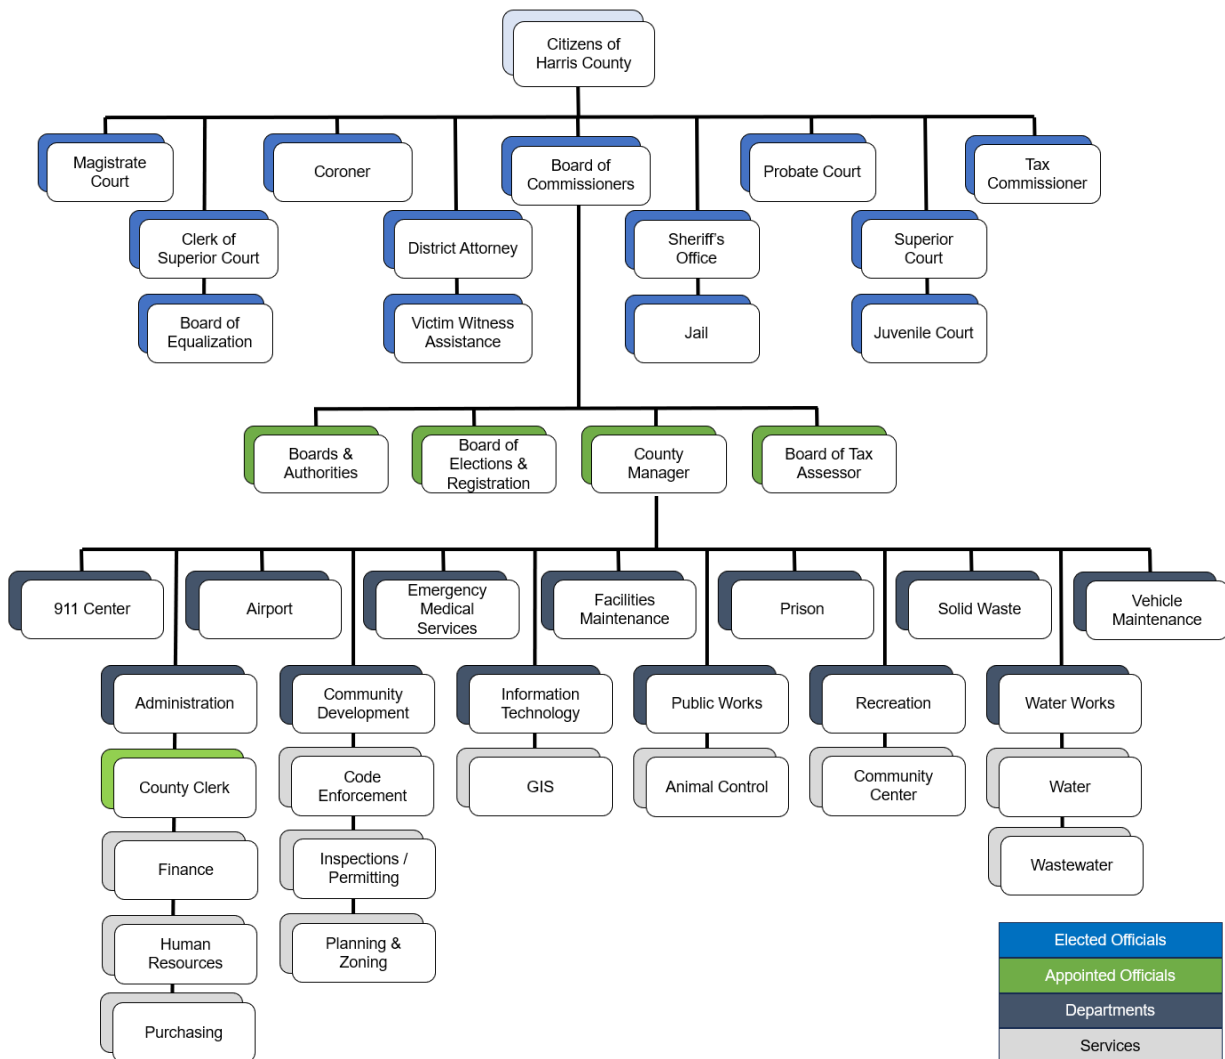 Citizens of
Harris County
Magistrate
Court
Coroner
Board of
Commissioners
Probate Court
Tax
Commissioner
Clerk of
Superior Court
District Attorney
Sheriff's
Office
Superior
Court
Board of
Equalization
Victim Witness
Assistance
Jail
Juvenile Court
Boards &
Authorities
Board of
Elections &
Registration
County
Manager
Board of Tax
Assessor
911 Center
Airport
Emergency
Medical
Services
Facilities
Maintenance
Prison
Solid Waste
Vehicle
Maintenance
Administration
Community
Development
Information
Technology
Public Works
Recreation
Water Works
County Clerk
Code
Enforcement
GIS
Animal Control
Community
Center
Water
Finance
Inspections /
Permitting
Wastewater
Human
Resources
Planning &
Zoning
Purchasing
Elected Officials
Appointed Officials
Departments
Services